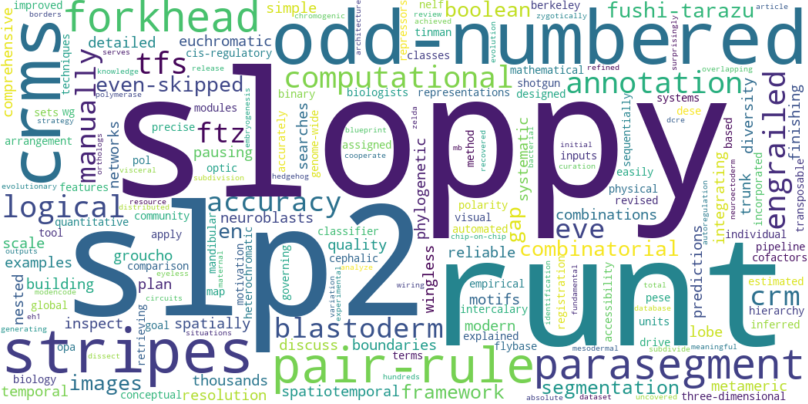 improved
forkhead
simple
chromogenic
odd-numbered
repressors
nelf
review
achieved
zygotically
berkeley
fushi-tarazu
article
borders
terms
comprehensive
crms
detailed
euchromatic
techniques
serves
tfs
cis-regulatory
boolean
tinman
classes
architecture
evolution
mathematical
refined
surprisingly
overlapping
knowledge
release
even-skipped
computational
annotation
polymerase
embryogenesis
binary
biologists
representations
shotgun
designed
systems
dese
dcre
manually
sloppy
sets
wg
strategy
modules
orthologs
precise
ftz
searches
genome-wide
accurately
zelda
blueprint
assigned
cooperate
method
mb
recovered
initial
inputs
curation
sequentially
easily
physical
revised
based
diversity
engrailed
finishing
transposable
arrangement
networks
pausing
pol
visceral
optic
subdivision
hedgehog
phylogenetic
bacterial
systematic
combinations
integrating
trunk
incorporated
neuroectoderm
evolutionary
features
resource
distributed
logical
accuracy
polarity
visual
automated
chip-on-chip
gap
eve
autoregulation
individual
quantitative
community
neuroblasts
en
tool
apply
classifier
quality
cephalic
analyze
scale
outputs
eyeless
groucho
mandibular
maternal
map
motivation
heterochromatic
governing
variation
experimental
wingless
reliable
combinatorial
predictions
pipeline
cofactors
examples
modencode
comparison
slp2
runt
empirical
motifs
intercalary
identification
registration
fundamental
accessibility
total
pese
database
units
drive
crm
estimated
hierarchy
inferred
nested
building
plan
circuits
wiring
modern
explained
flybase
mesodermal
subdivide
lobe
meaningful
global
eh1
generating
inspect
goal
spatially
situations
retrieving
blastoderm
discuss
boundaries
stripes
opa
dissect
pair-rule
terms
hundreds
parasegment
biology
temporal
images
conceptual
thousands
resolution
spatiotemporal
framework
segmentation
absolute
dataset
uncovered
metameric
three-dimensional